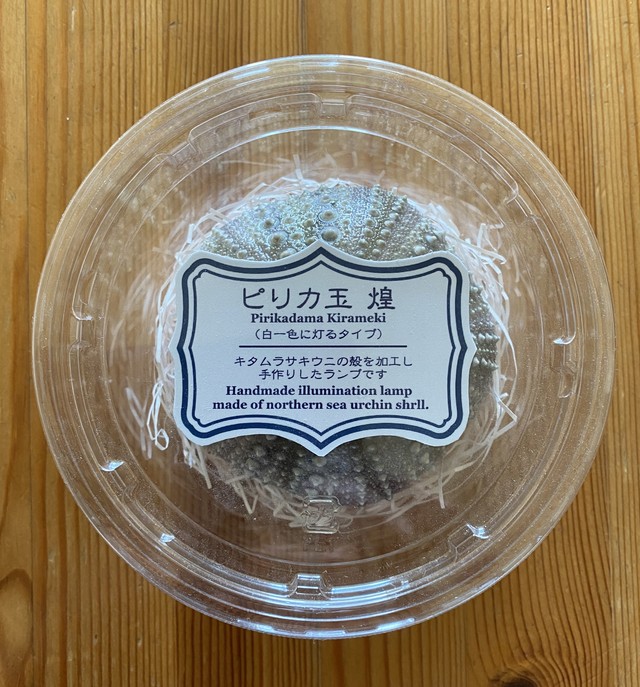 ピリカ玉 煌
Pirikadama Kirameki
（白一色に灯るタイプ）
キタムラサキウニの殻を加工し
手作りしたランプです
Handmade illumination lamp
made of northern sea urchin shrll.